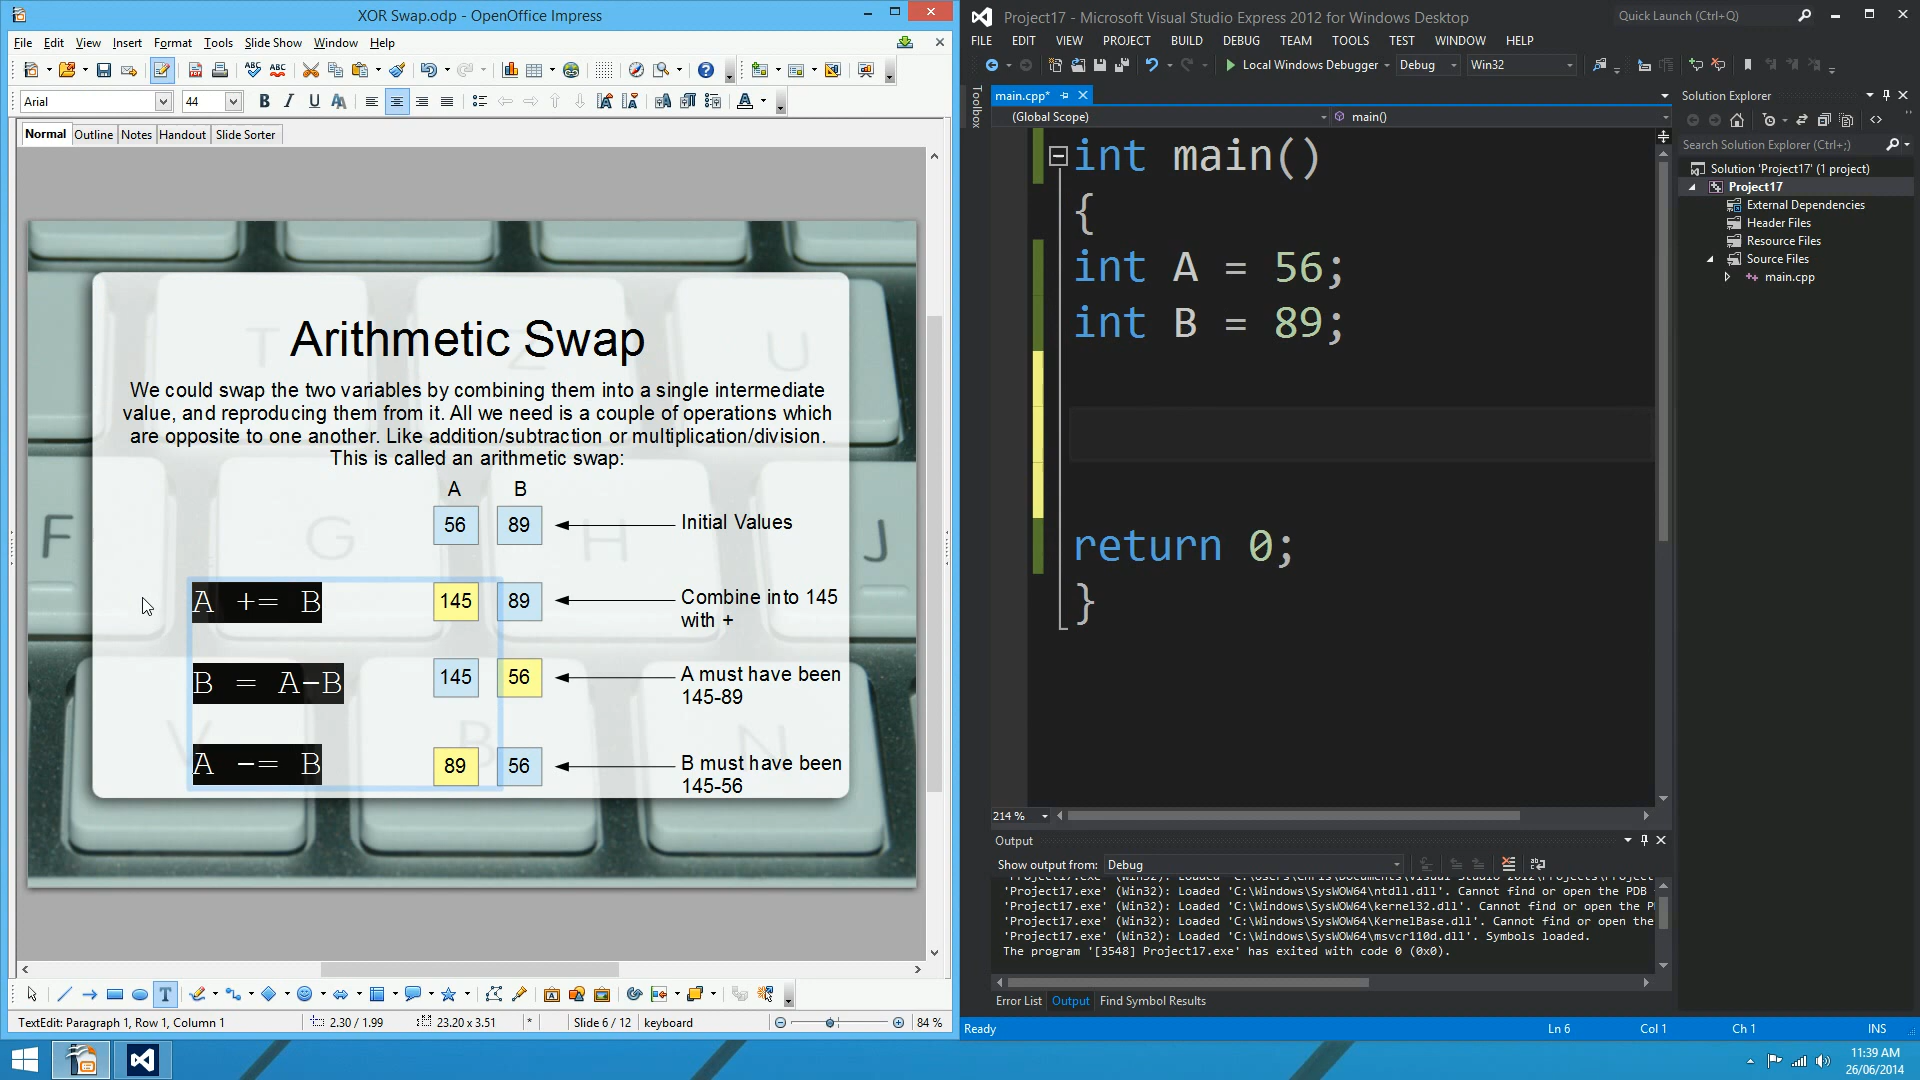 XOR Swap.odp - OpenOffice Impress
File Edit View Insert Format Tools Slide Show Window Help
Arial 44
Normal Outline Notes Handout Slide Sorter
Arithmetic Swap
We could swap the two variables by combining them into a single intermediate
value, and reproducing them from it. All we need is a couple of operations which
are opposite to one another. Like addition/subtraction or multiplication/division.
This is called an arithmetic swap:
A B
56 89 Initial Values
A += B 145 89 Combine into 145
with +
B = A-B 145 56 A must have been
145-89
A -= B 89 56 B must have been
145-56
T Z U
F G H J
V B N
TextEdit: Paragraph 1, Row 1, Column 1 2.30 / 1.99 23.20 x 3.51 * Slide 6 / 12 keyboard 84 %
Project17 - Microsoft Visual Studio Express 2012 for Windows Desktop
Quick Launch (Ctrl+Q)
FILE EDIT VIEW PROJECT BUILD DEBUG TEAM TOOLS TEST WINDOW HELP
Local Windows Debugger Debug Win32
Toolbox
main.cpp*
(Global Scope) main()
int main()
{
int A = 56;
int B = 89;
return 0;
}
214 %
Solution Explorer
Search Solution Explorer (Ctrl+;)
Solution 'Project17' (1 project)
Project17
External Dependencies
Header Files
Resource Files
Source Files
main.cpp
Output
Show output from: Debug
'Project17.exe' (Win32): Loaded 'C:\Windows\SysWOW64\ntdll.dll'. Cannot find or open the PDB
'Project17.exe' (Win32): Loaded 'C:\Windows\SysWOW64\kernel32.dll'. Cannot find or open the P
'Project17.exe' (Win32): Loaded 'C:\Windows\SysWOW64\KernelBase.dll'. Cannot find or open the
'Project17.exe' (Win32): Loaded 'C:\Windows\SysWOW64\msvcr110d.dll'. Symbols loaded.
The program '[3548] Project17.exe' has exited with code 0 (0x0).
Error List Output Find Symbol Results
Ready Ln 6 Col 1 Ch 1 INS
11:39 AM
26/06/2014